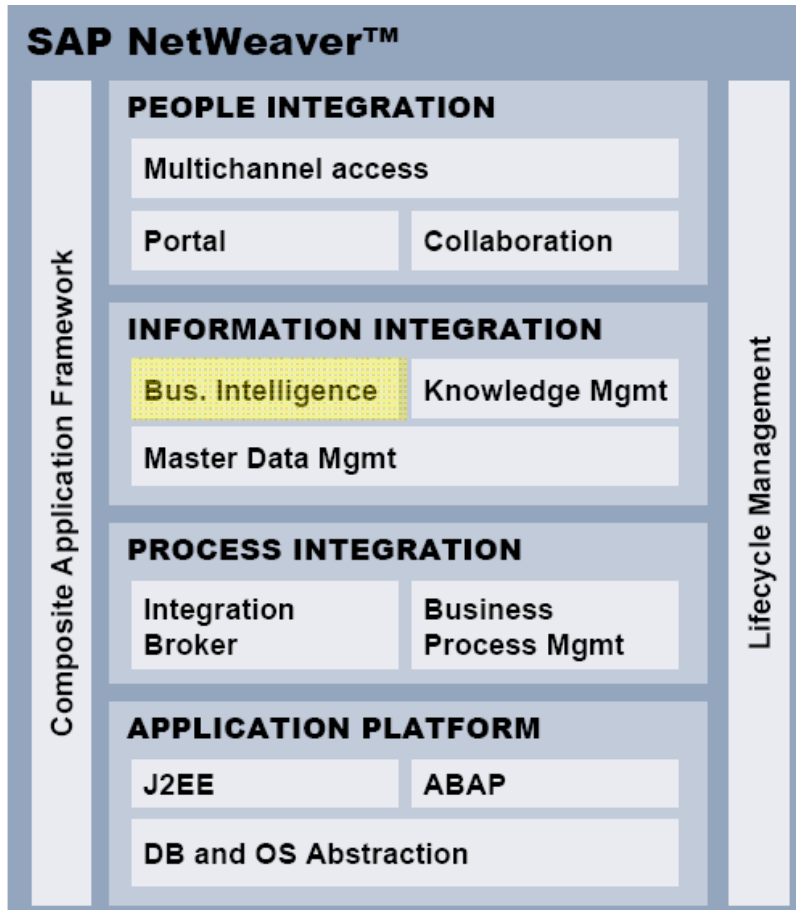 SAP NetWeaver™
Composite Application Framework
PEOPLE INTEGRATION
Multichannel access
Portal
Collaboration
INFORMATION INTEGRATION
Bus. Intelligence
Knowledge Mgmt
Master Data Mgmt
PROCESS INTEGRATION
Integration
Broker
Business
Process Mgmt
APPLICATION PLATFORM
J2EE
ABAP
DB and OS Abstraction
Lifecycle Management